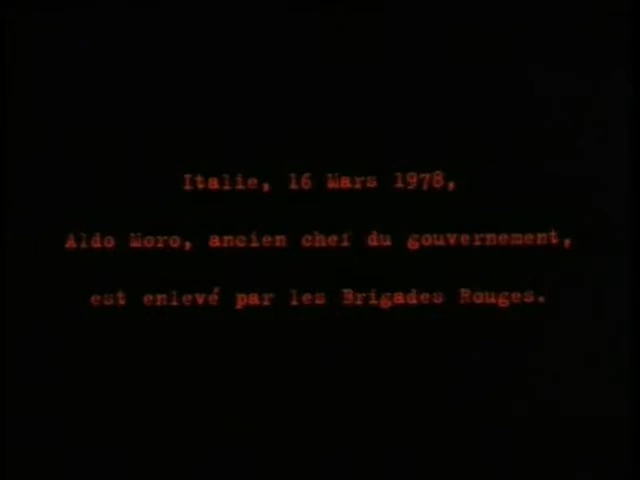 Italie, 16 Mars 1978,
Aldo Moro, ancien chef du gouvernement,
est enlevé par les Brigades Rouges.